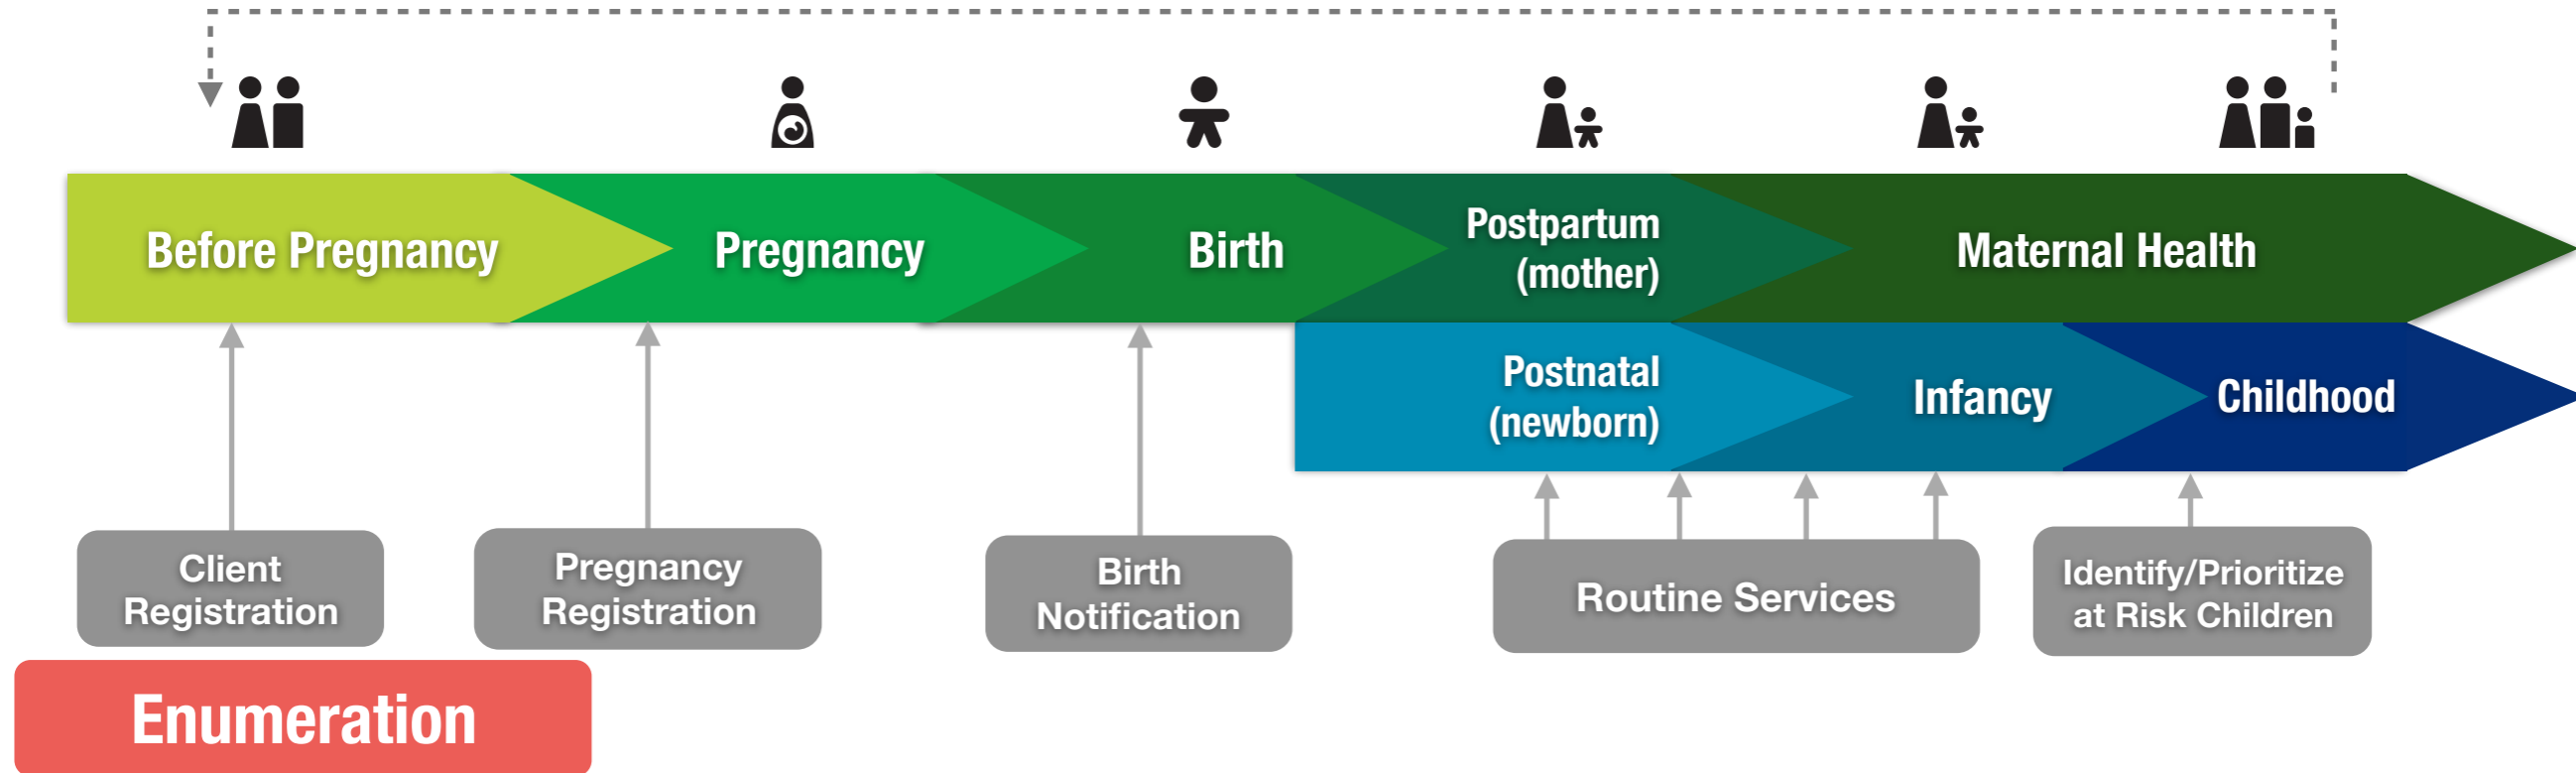 Before Pregnancy
Pregnancy
Birth
Postpartum
(mother)
Maternal Health
Postnatal
(newborn)
Infancy
Childhood
Client
Registration
Pregnancy
Registration
Birth
Notification
Routine Services
Identify/Prioritize
at Risk Children
Enumeration